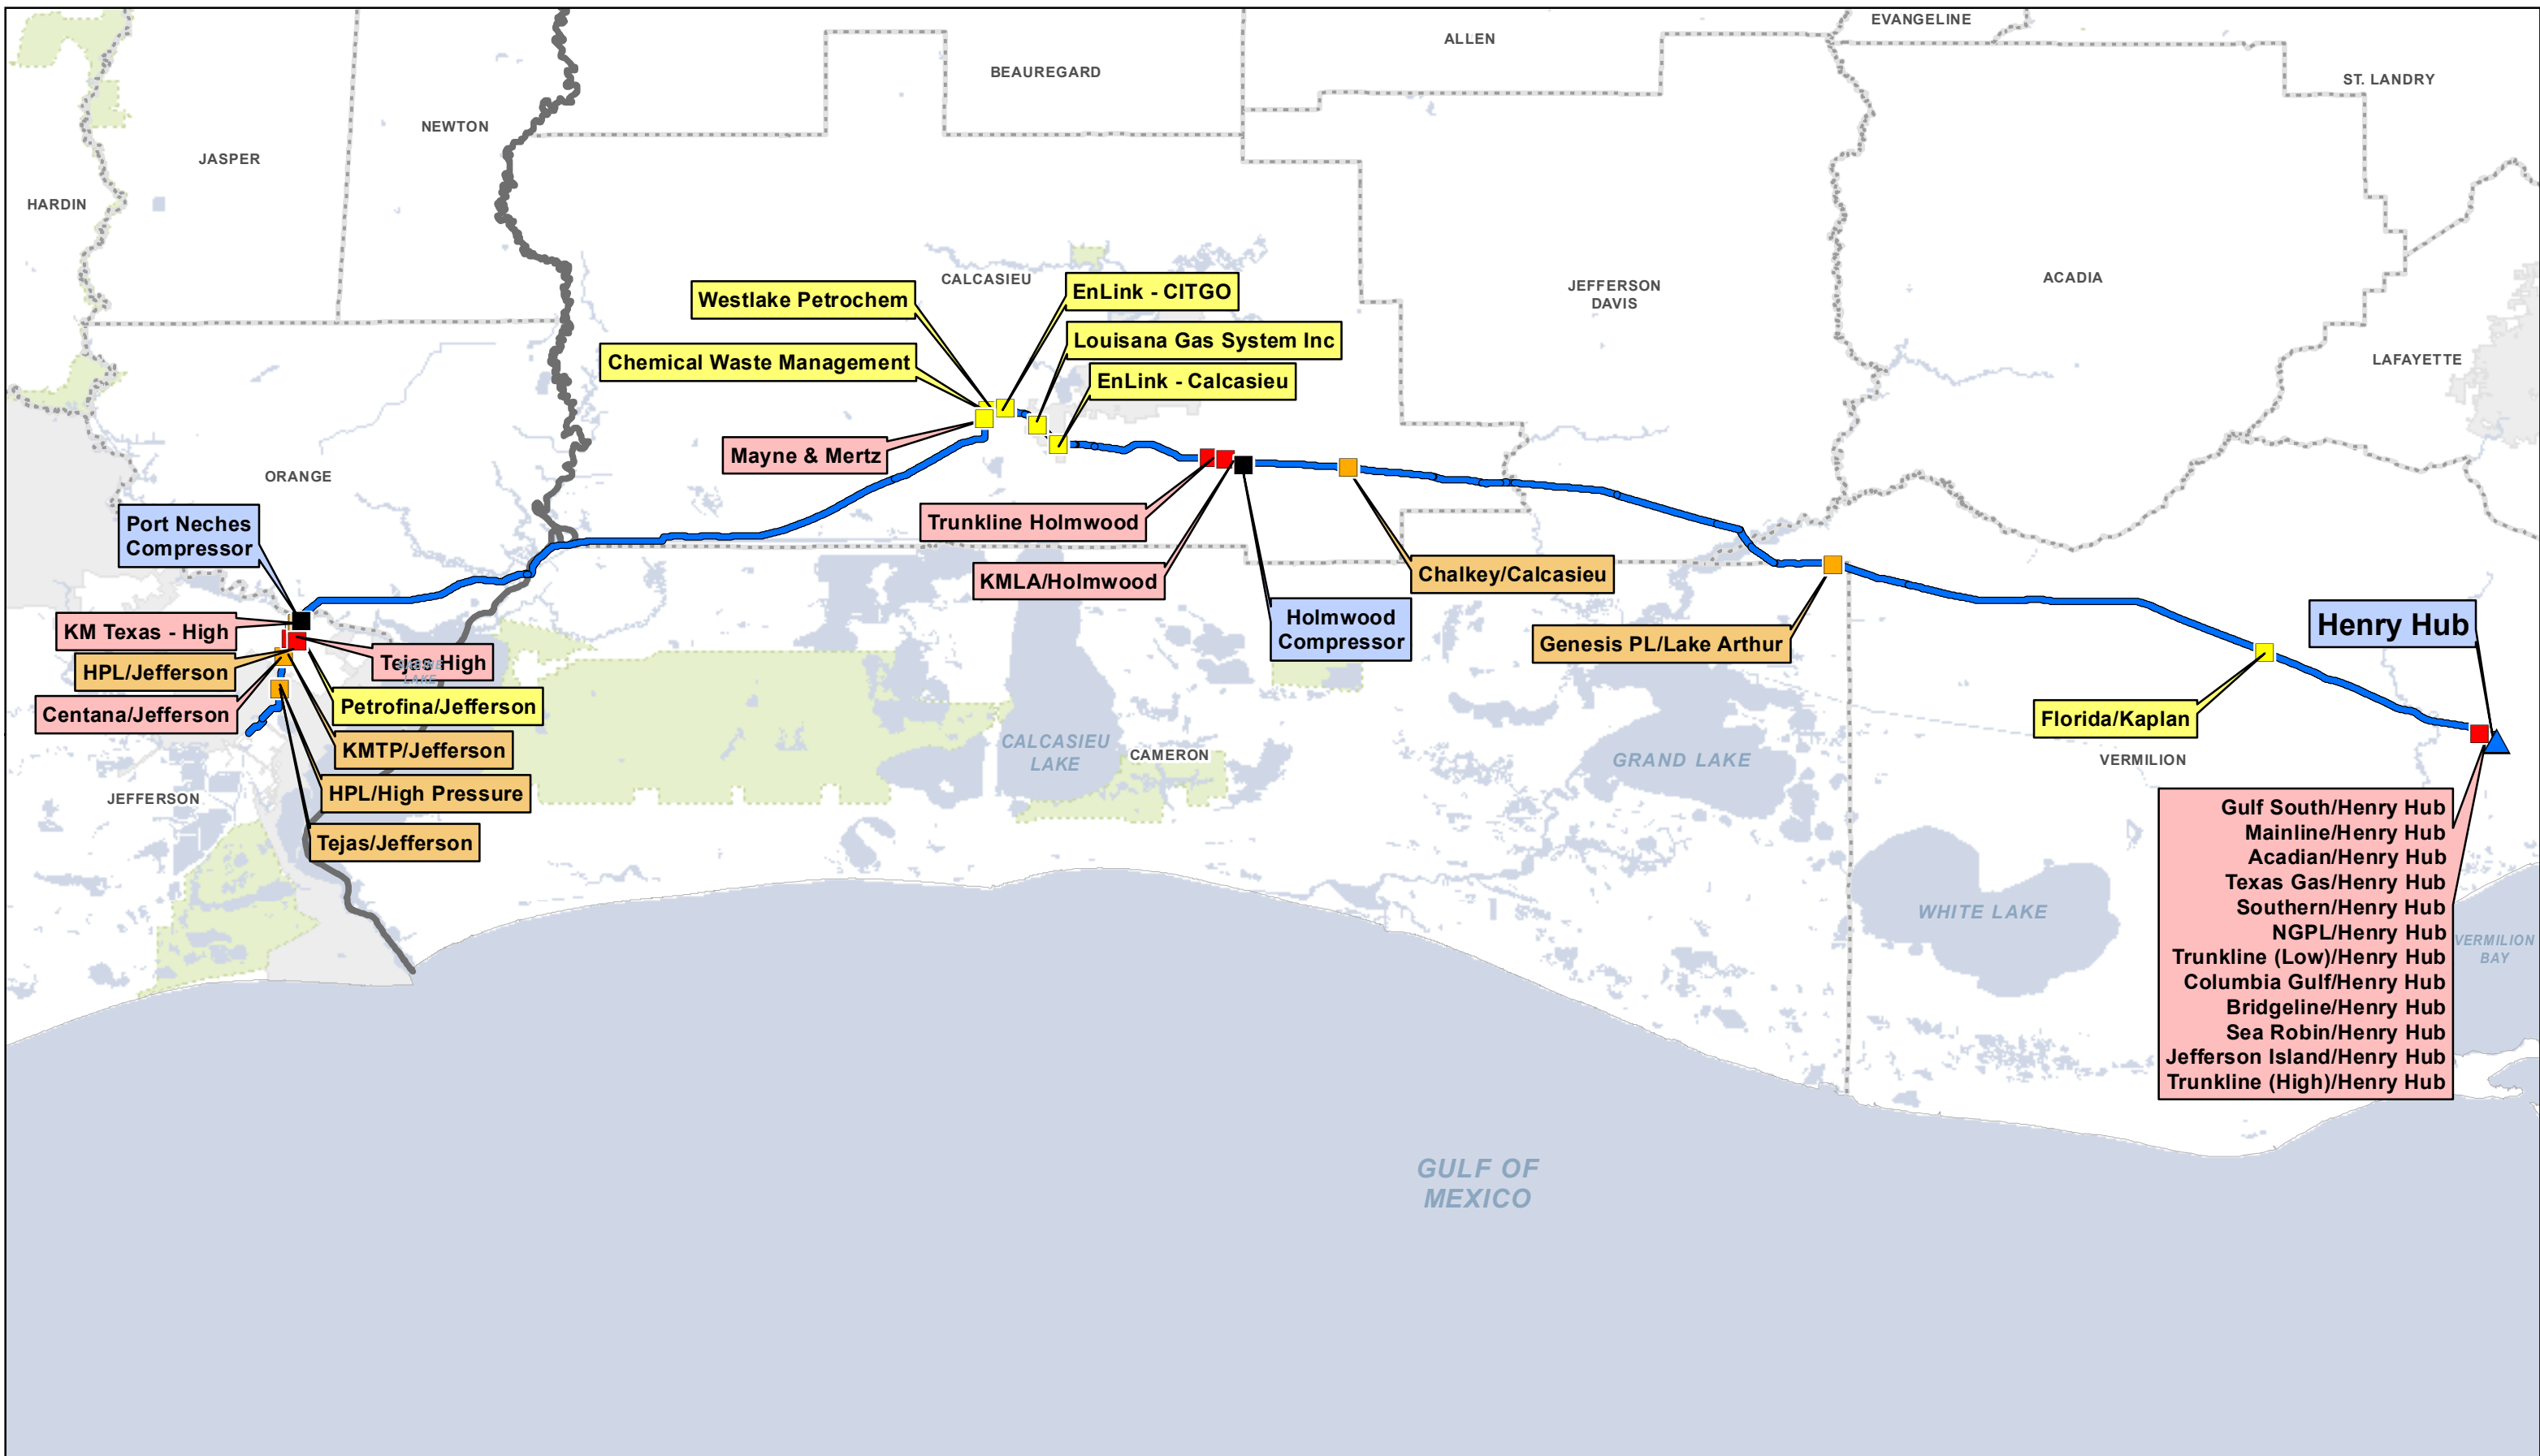 EVANGELINE
ALLEN
BEAUREGARD
ST. LANDRY
NEWTON
JASPER
HARDIN
CALCASIEU
JEFFERSON
DAVIS
ACADIA
LAFAYETTE
Westlake Petrochem
EnLink - CITGO
Louisana Gas System Inc
Chemical Waste Management
EnLink - Calcasieu
Mayne & Mertz
ORANGE
Port Neches
Compressor
Trunkline Holmwood
KMLA/Holmwood
Chalkey/Calcasieu
Holmwood
Compressor
Genesis PL/Lake Arthur
Henry Hub
KM Texas - High
Tejas High
SABINE
LAKE
HPL/Jefferson
Centana/Jefferson
Petrofina/Jefferson
KMTP/Jefferson
HPL/High Pressure
Tejas/Jefferson
JEFFERSON
CALCASIEU
LAKE
CAMERON
GRAND LAKE
Florida/Kaplan
VERMILION
WHITE LAKE
VERMILION
BAY
Gulf South/Henry Hub
Mainline/Henry Hub
Acadian/Henry Hub
Texas Gas/Henry Hub
Southern/Henry Hub
NGPL/Henry Hub
Trunkline (Low)/Henry Hub
Columbia Gulf/Henry Hub
Bridgeline/Henry Hub
Sea Robin/Henry Hub
Jefferson Island/Henry Hub
Trunkline (High)/Henry Hub
GULF OF
MEXICO